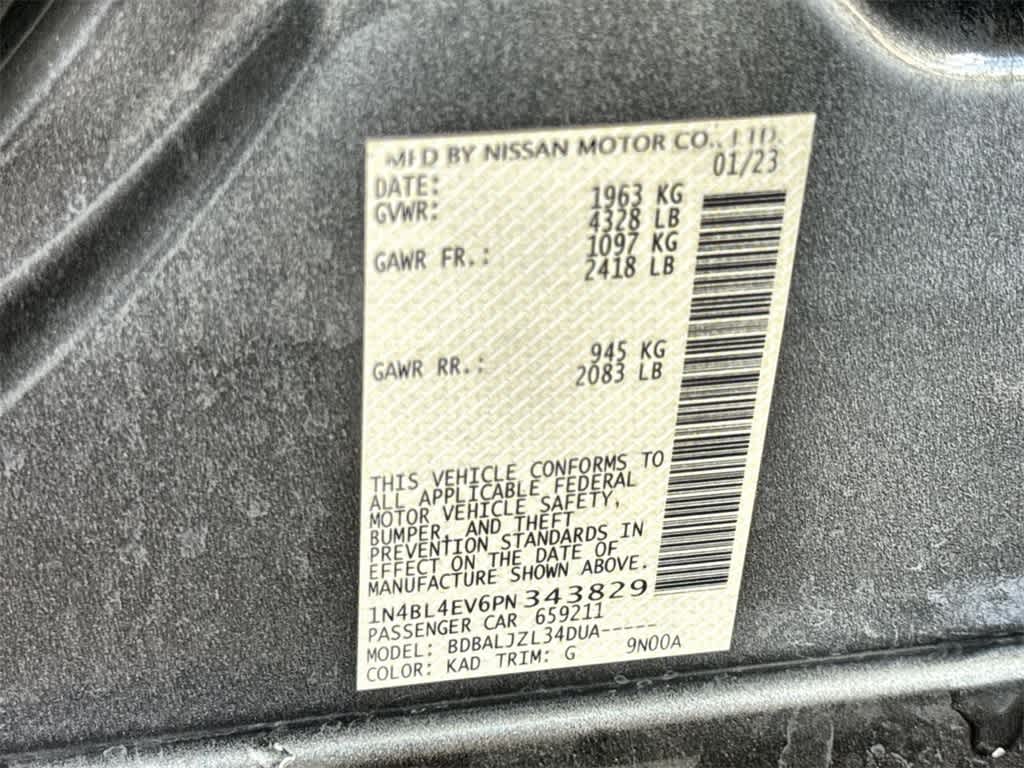 MFD BY NISSAN MOTOR CO., LTD.
DATE: 01/23
GVWR: 1963 KG
4328 LB
GAWR FR.: 1097 KG
2418 LB
GAWR RR.: 945 KG
2083 LB
THIS VEHICLE CONFORMS TO
ALL APPLICABLE FEDERAL
MOTOR VEHICLE SAFETY,
BUMPER, AND THEFT
PREVENTION STANDARDS IN
EFFECT ON THE DATE OF
MANUFACTURE SHOWN ABOVE.
1N4BL4EV6PN343829
PASSENGER CAR 659211
MODEL: BDBALJZL34DUA-----
COLOR: KAD TRIM: G 9N00A